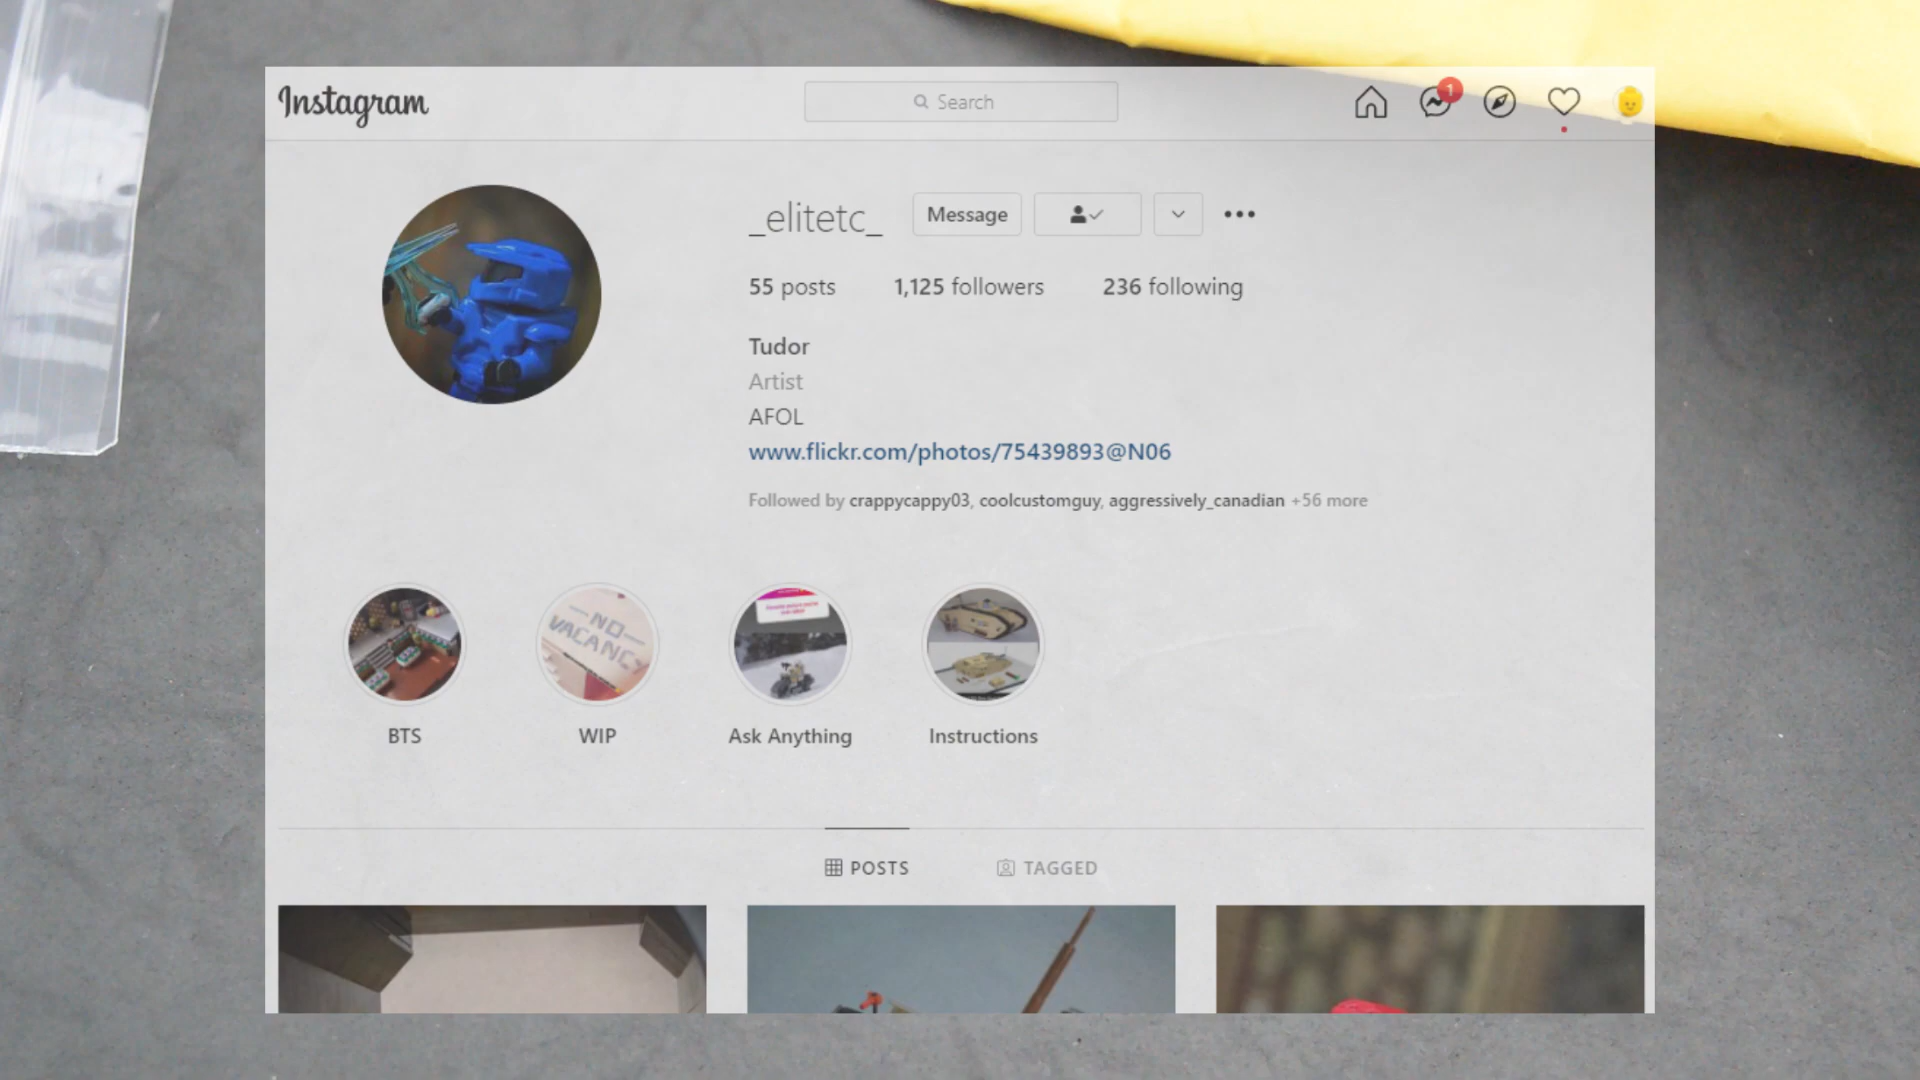 Instagram
Search
1
_elitetc_
Message
55 posts 1,125 followers 236 following
Tudor
Artist
AFOL
www.flickr.com/photos/75439893@N06
Followed by crappycappy03, coolcustomguy, aggressively_canadian +56 more
NO
VACANC
BTS
WIP
Ask Anything
Instructions
POSTS
TAGGED